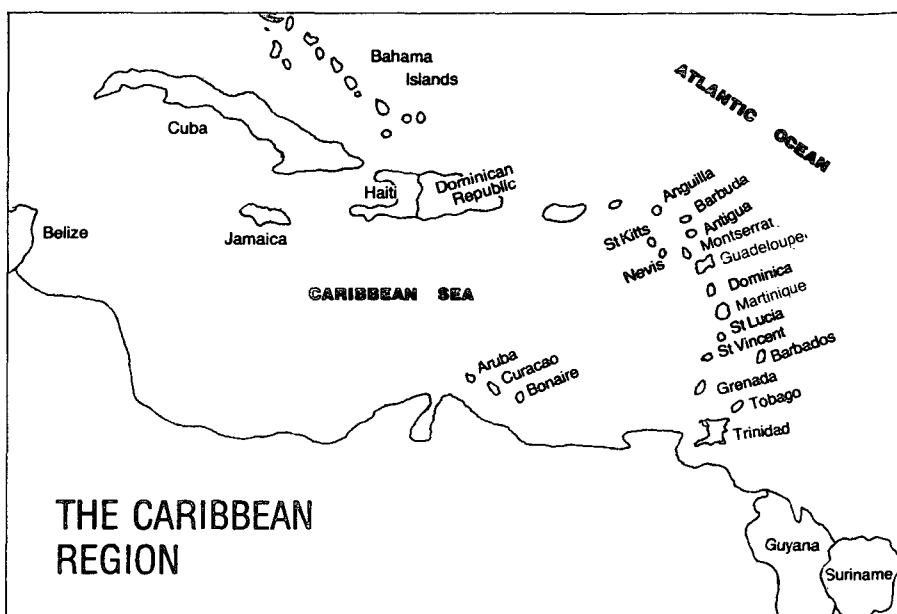 Bahama
Islands
ATLANTIC OCEAN
Cuba
Haiti
Dominican
Republic
Anguilla
Barbuda
Antigua
St Kitts
Montserrat
Nevis
Guadeloupe
Belize
Jamaica
Dominica
CARIBBEAN SEA
Martinique
St Lucia
St Vincent
Barbados
Aruba
Curacao
Bonaire
Grenada
Tobago
Trinidad
THE CARIBBEAN
REGION
Guyana
Suriname